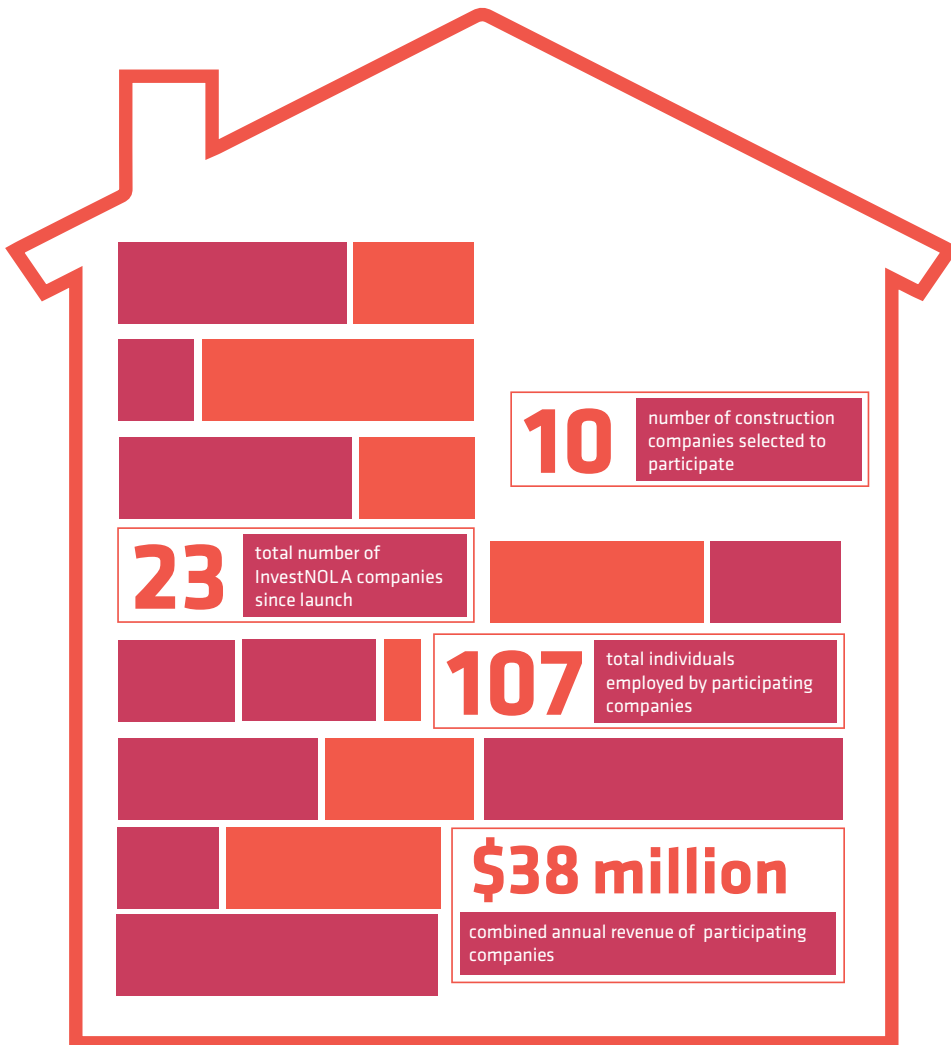 10
number of construction
companies selected to
participate
23
total number of
InvestNOLA companies
since launch
107
total individuals
employed by participating
companies
$38 million
combined annual revenue of participating
companies